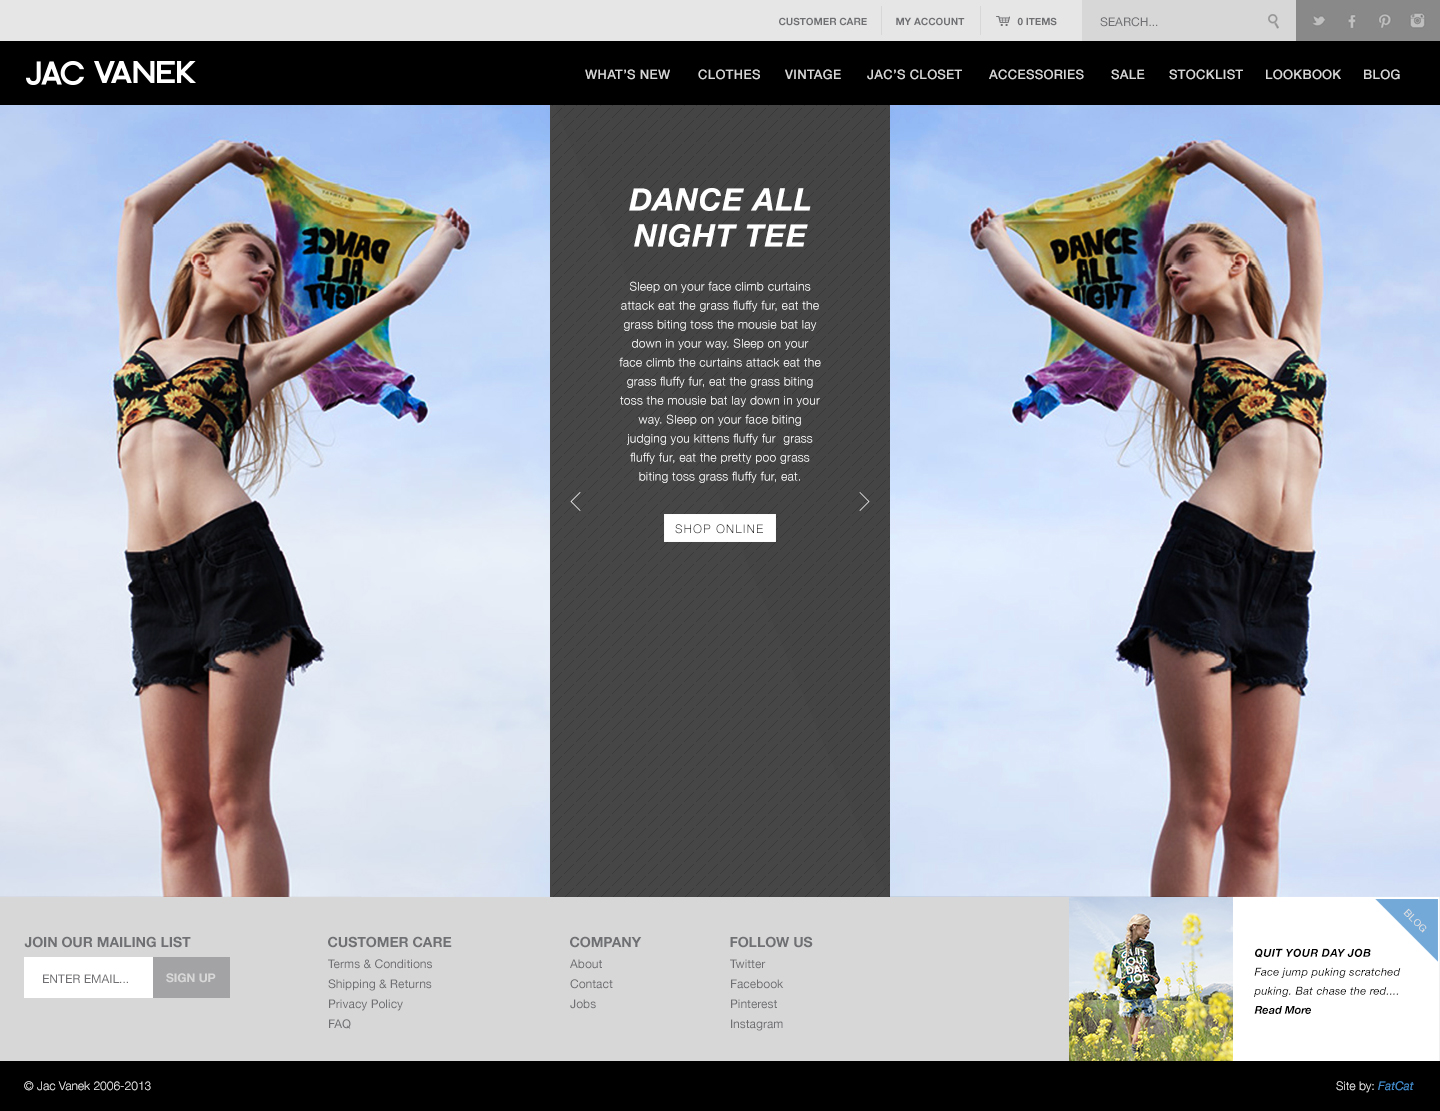 CUSTOMER CARE
MY ACCOUNT
0 ITEMS
SEARCH...
JAC VANEK
WHAT'S NEW
CLOTHES
VINTAGE
JAC'S CLOSET
ACCESSORIES
SALE
STOCKLIST
LOOKBOOK
BLOG
DANCE
ALL
NIGHT
DANCE ALL
NIGHT TEE
Sleep on your face climb curtains
attack eat the grass fluffy fur, eat the
grass biting toss the mousie bat lay
down in your way. Sleep on your
face climb the curtains attack eat the
grass fluffy fur, eat the grass biting
toss the mousie bat lay down in your
way. Sleep on your face biting
judging you kittens fluffy fur  grass
fluffy fur, eat the pretty poo grass
biting toss grass fluffy fur, eat.
SHOP ONLINE
DANCE
ALL
NIGHT
JOIN OUR MAILING LIST
ENTER EMAIL...
SIGN UP
CUSTOMER CARE
Terms & Conditions
Shipping & Returns
Privacy Policy
FAQ
COMPANY
About
Contact
Jobs
FOLLOW US
Twitter
Facebook
Pinterest
Instagram
QUIT
YOUR
DAY
JOB
BLOG
QUIT YOUR DAY JOB
Face jump puking scratched
puking. Bat chase the red....
Read More
© Jac Vanek 2006-2013
Site by: FatCat